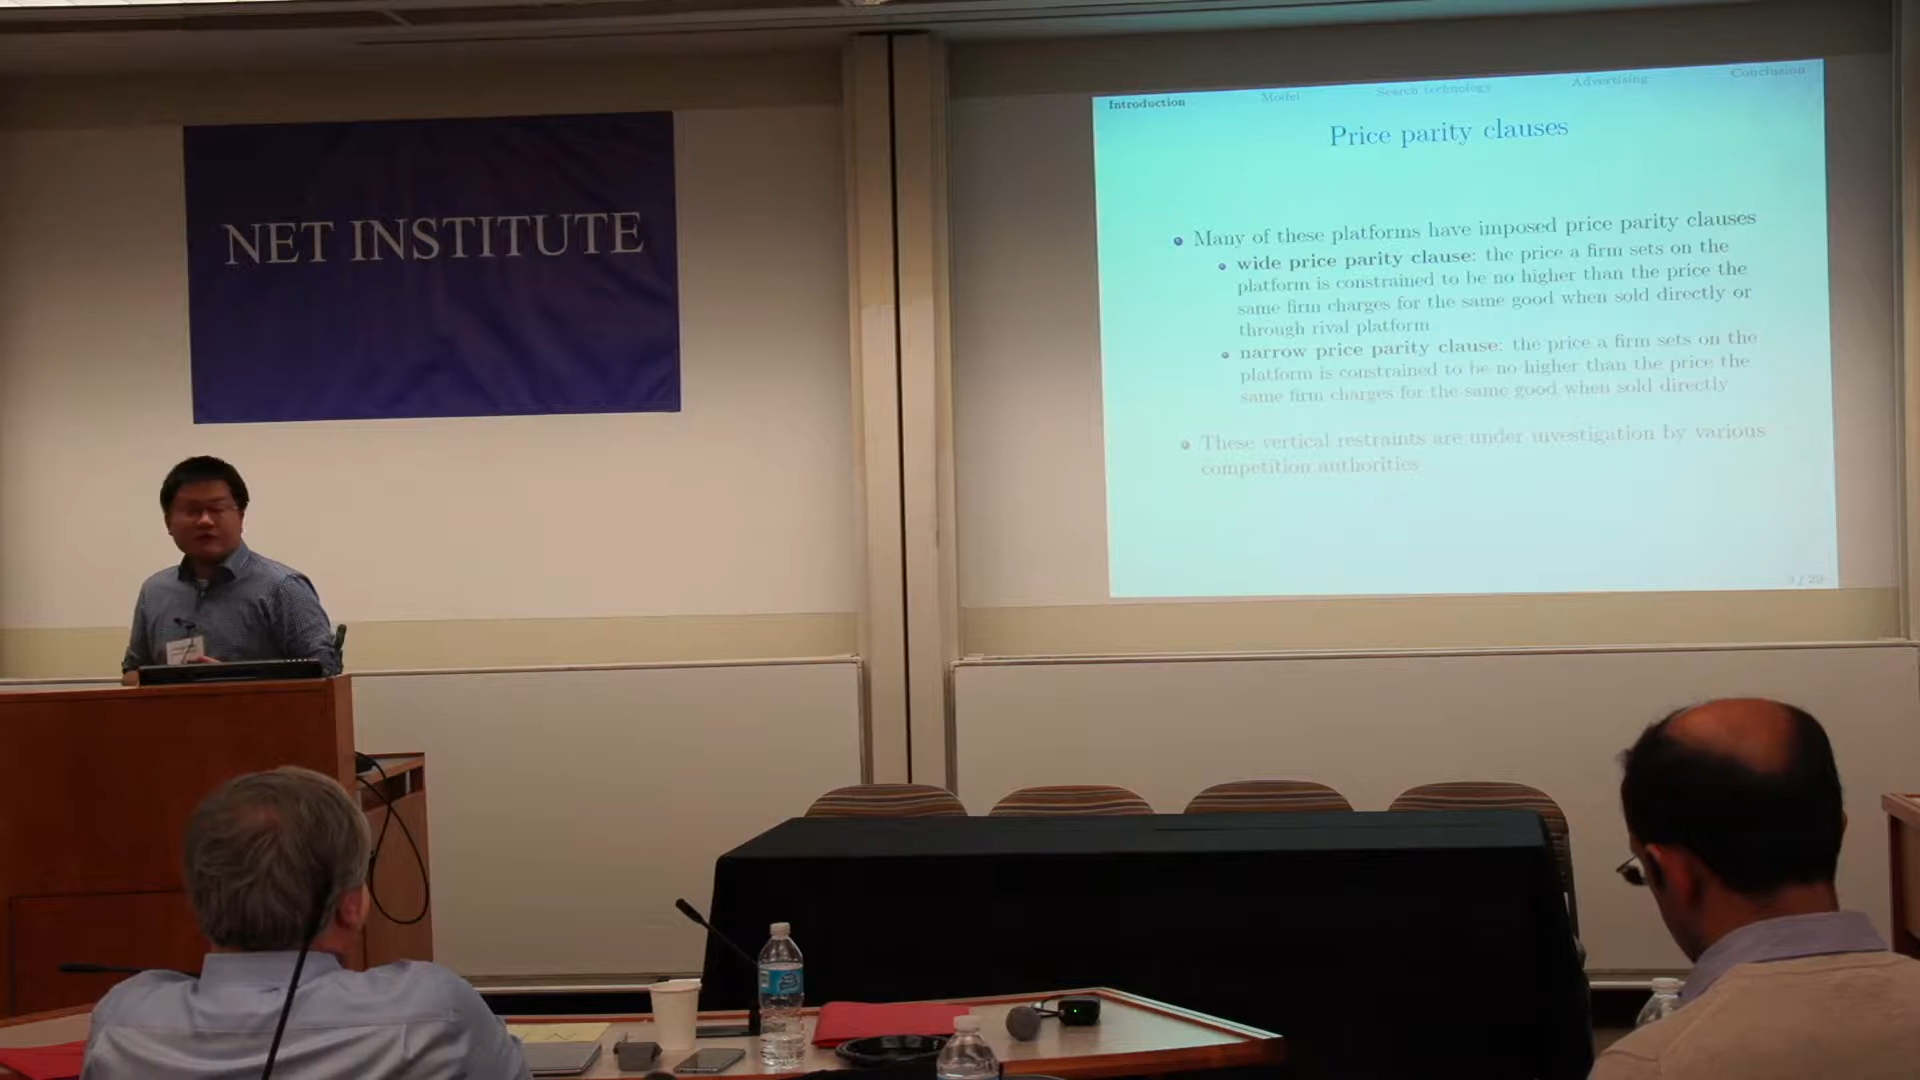 NET INSTITUTE
Introduction Model Search technology Advertising Conclusion
Price parity clauses
Many of these platforms have imposed price parity clauses
wide price parity clause: the price a firm sets on the
platform is constrained to be no higher than the price the
same firm charges for the same good when sold directly or
through rival platform
narrow price parity clause: the price a firm sets on the
platform is constrained to be no higher than the price the
same firm charges for the same good when sold directly
These vertical restraints are under investigation by various
competition authorities